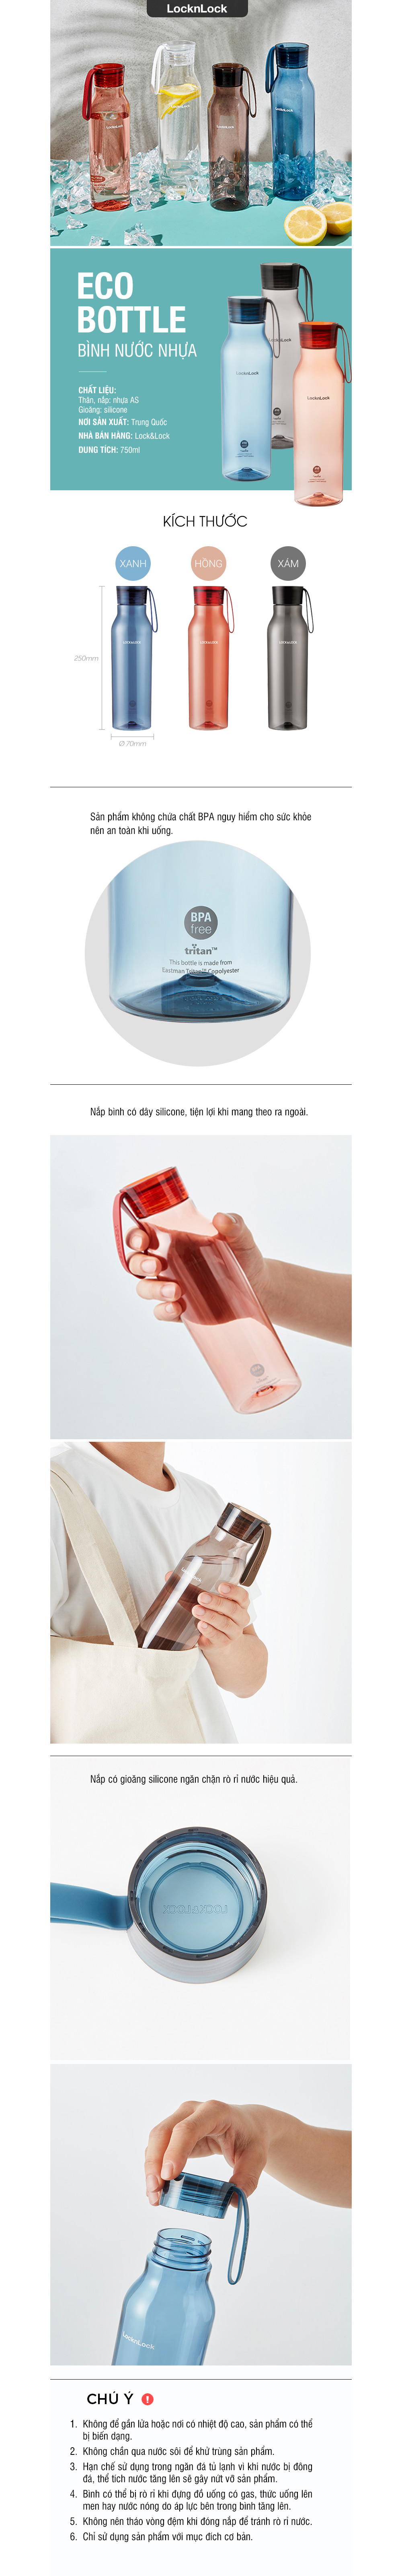 LocknLock
LocknLock
LocknLock
ECO
BOTTLE
BÌNH NƯỚC NHỰA
CHẤT LIỆU:
Thân, nắp: nhựa AS
Gioăng: silicone
NƠI SẢN XUẤT: Trung Quốc
NHÀ BÁN HÀNG: Lock&Lock
DUNG TÍCH: 750ml
LocknLock
LocknLock
KÍCH THƯỚC
XANH
HỒNG
XÁM
250mm
Ø 70mm
Sản phẩm không chứa chất BPA nguy hiểm cho sức khỏe
nên an toàn khi uống.
BPA
free
tritan™
This bottle is made from
Eastman Tritan™ Copolyester
Nắp bình có dây silicone, tiện lợi khi mang theo ra ngoài.
Nắp có gioăng silicone ngăn chặn rò rỉ nước hiệu quả.
LocknLock
CHÚ Ý !
1. Không để gần lửa hoặc nơi có nhiệt độ cao, sản phẩm có thể
bị biến dạng.
2. Không chần qua nước sôi để khử trùng sản phẩm.
3. Hạn chế sử dụng trong ngăn đá tủ lạnh vì khi nước bị đông
đá, thể tích nước tăng lên sẽ gây nứt vỡ sản phẩm.
4. Bình có thể bị rò rỉ khi đựng đồ uống có gas, thức uống lên
men hay nước nóng do áp lực bên trong bình tăng lên.
5. Không nên tháo vòng đệm khi đóng nắp để tránh rò rỉ nước.
6. Chỉ sử dụng sản phẩm với mục đích cơ bản.